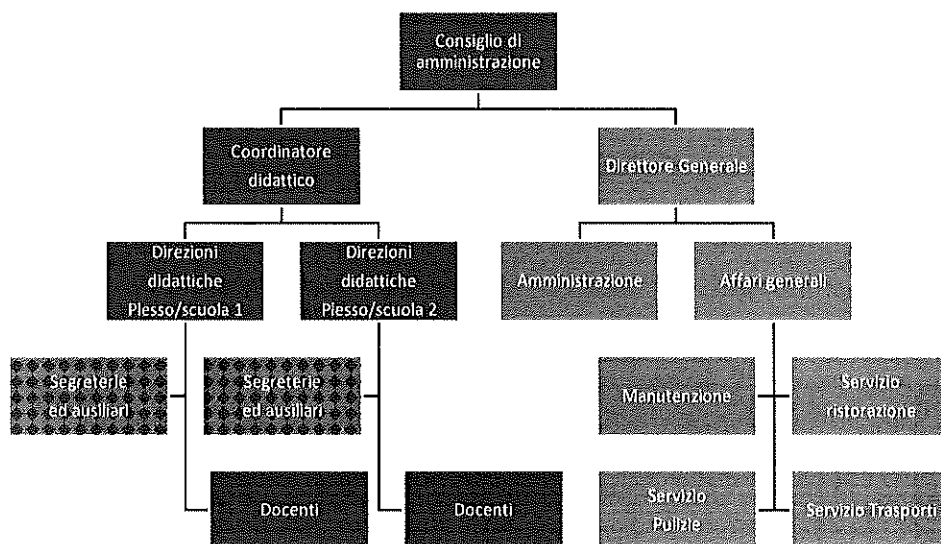 Consiglio di
amministrazione
Coordinatore
didattico
Direttore Generale
Direzioni
didattiche
Plesso/scuola 1
Direzioni
didattiche
Plesso/scuola 2
Amministrazione
Affari generali
Segreterie
ed ausiliari
Segreterie
ed ausiliari
Manutenzione
Servizio
ristorazione
Docenti
Docenti
Servizio
Pulizie
Servizio Trasporti